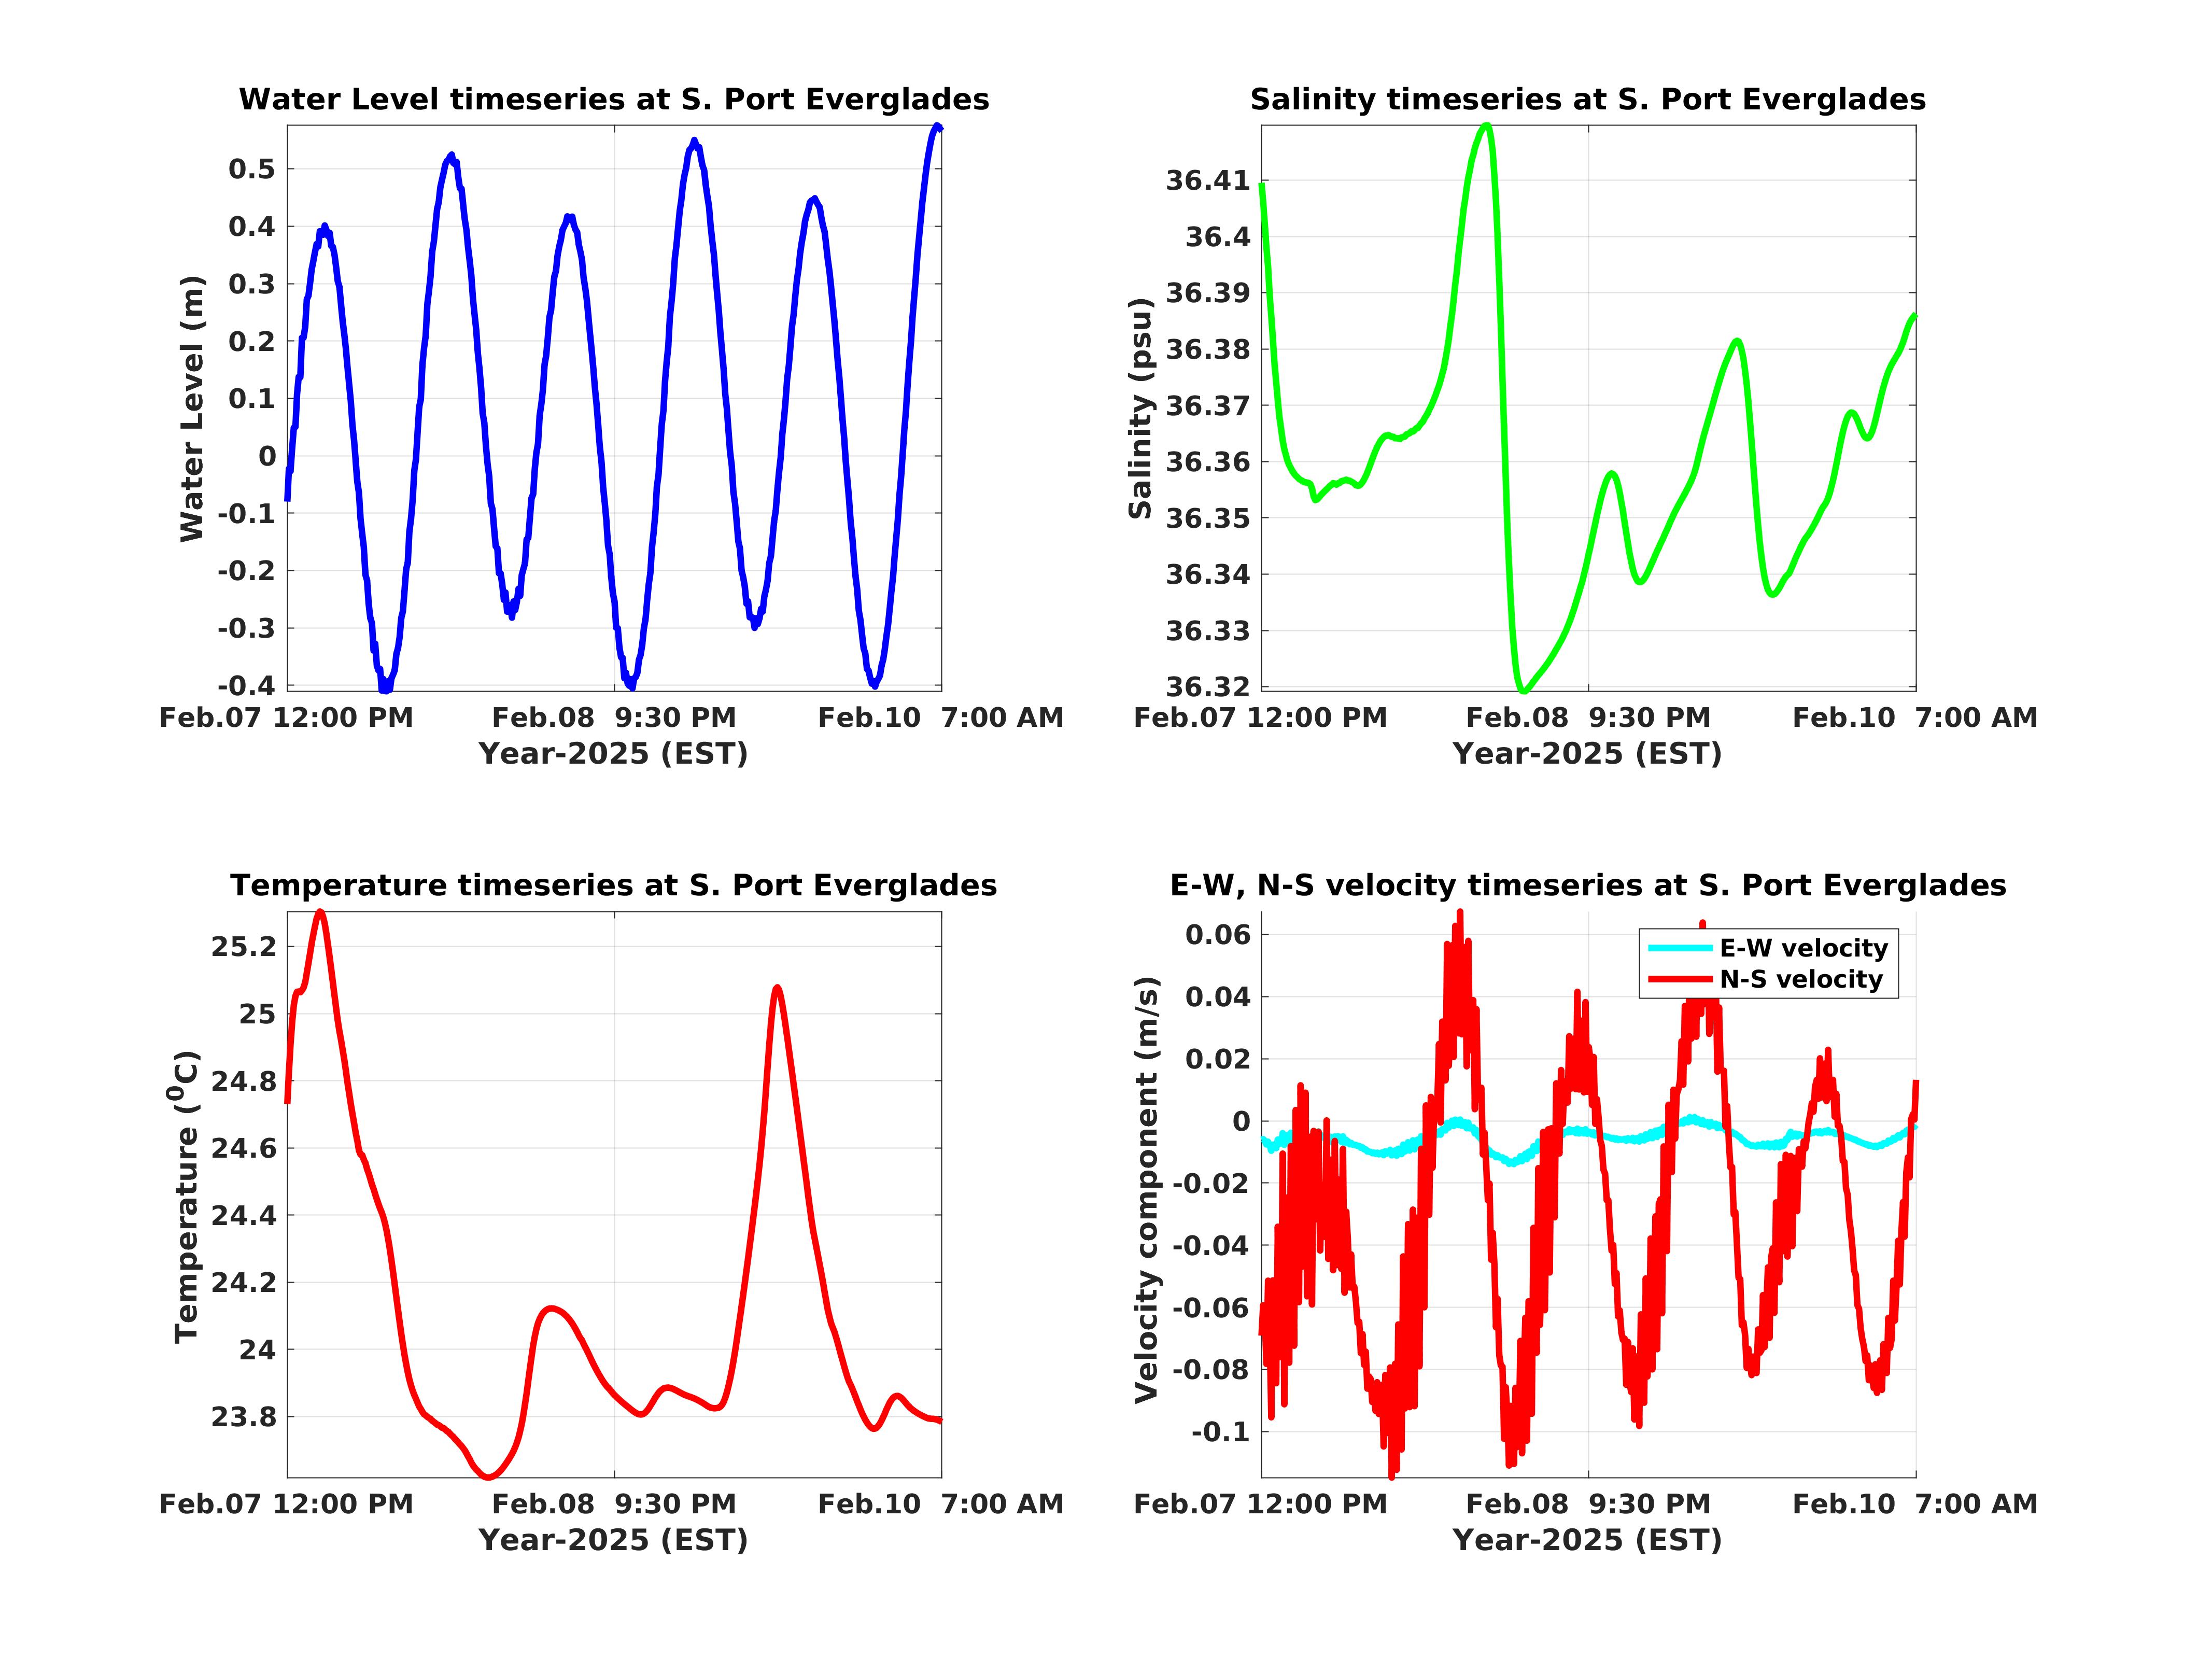 Water Level timeseries at S. Port Everglades
Water Level (m)
0.5
0.4
0.3
0.2
0.1
0
-0.1
-0.2
-0.3
-0.4
Feb.07 12:00 PM
Feb.08 9:30 PM
Feb.10 7:00 AM
Year-2025 (EST)
Salinity timeseries at S. Port Everglades
Salinity (psu)
36.41
36.4
36.39
36.38
36.37
36.36
36.35
36.34
36.33
36.32
Feb.07 12:00 PM
Feb.08 9:30 PM
Feb.10 7:00 AM
Year-2025 (EST)
Temperature timeseries at S. Port Everglades
Temperature (⁰C)
25.2
25
24.8
24.6
24.4
24.2
24
23.8
Feb.07 12:00 PM
Feb.08 9:30 PM
Feb.10 7:00 AM
Year-2025 (EST)
E-W, N-S velocity timeseries at S. Port Everglades
Velocity component (m/s)
0.06
0.04
0.02
0
-0.02
-0.04
-0.06
-0.08
-0.1
E-W velocity
N-S velocity
Feb.07 12:00 PM
Feb.08 9:30 PM
Feb.10 7:00 AM
Year-2025 (EST)